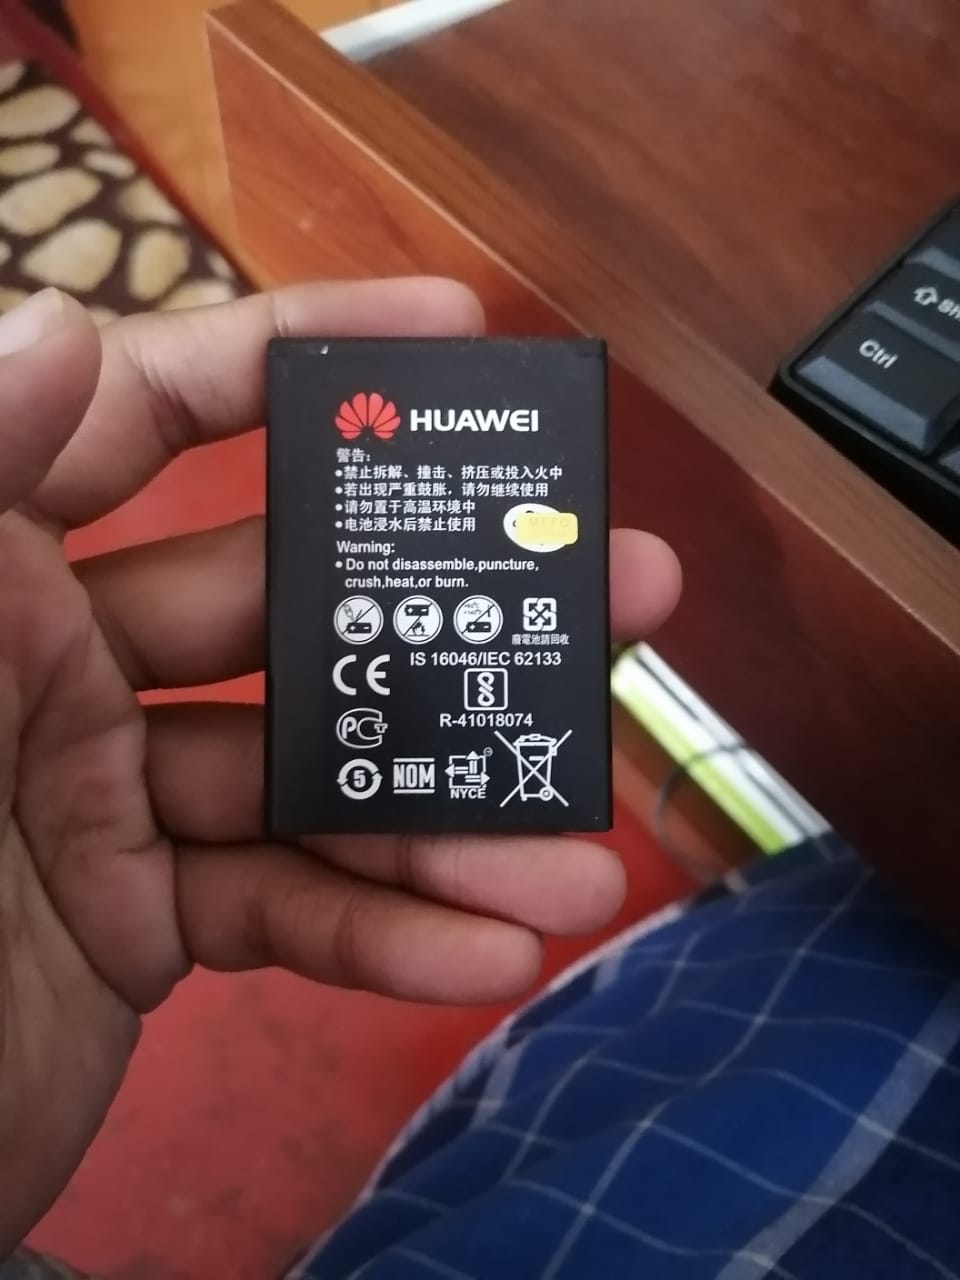 HUAWEI
警告:
•禁止拆解、撞击、挤压或投入火中
•若出现严重鼓胀，请勿继续使用
•请勿置于高温环境中
•电池浸水后禁止使用
Warning:
•Do not disassemble,puncture,
crush,heat,or burn.
廢電池請回收
IS 16046/IEC 62133
CE
R-41018074
PCT
5
NOM
NYCE
Ctrl